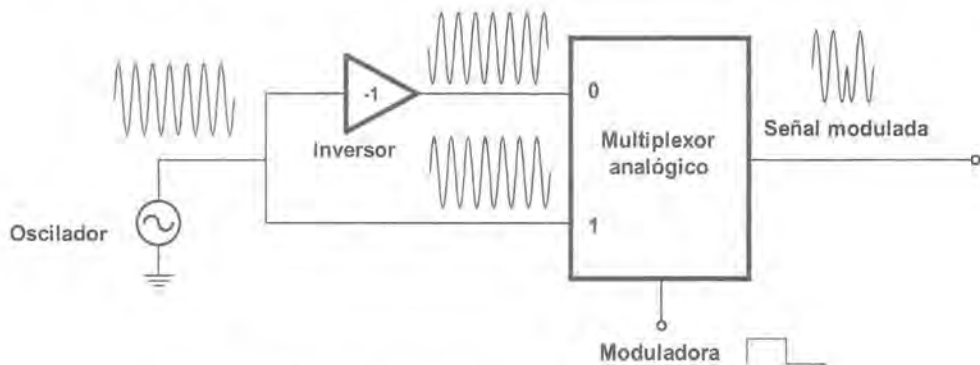 -1
0
Inversor
Multiplexor
analógico
Señal modulada
Oscilador
1
Moduladora